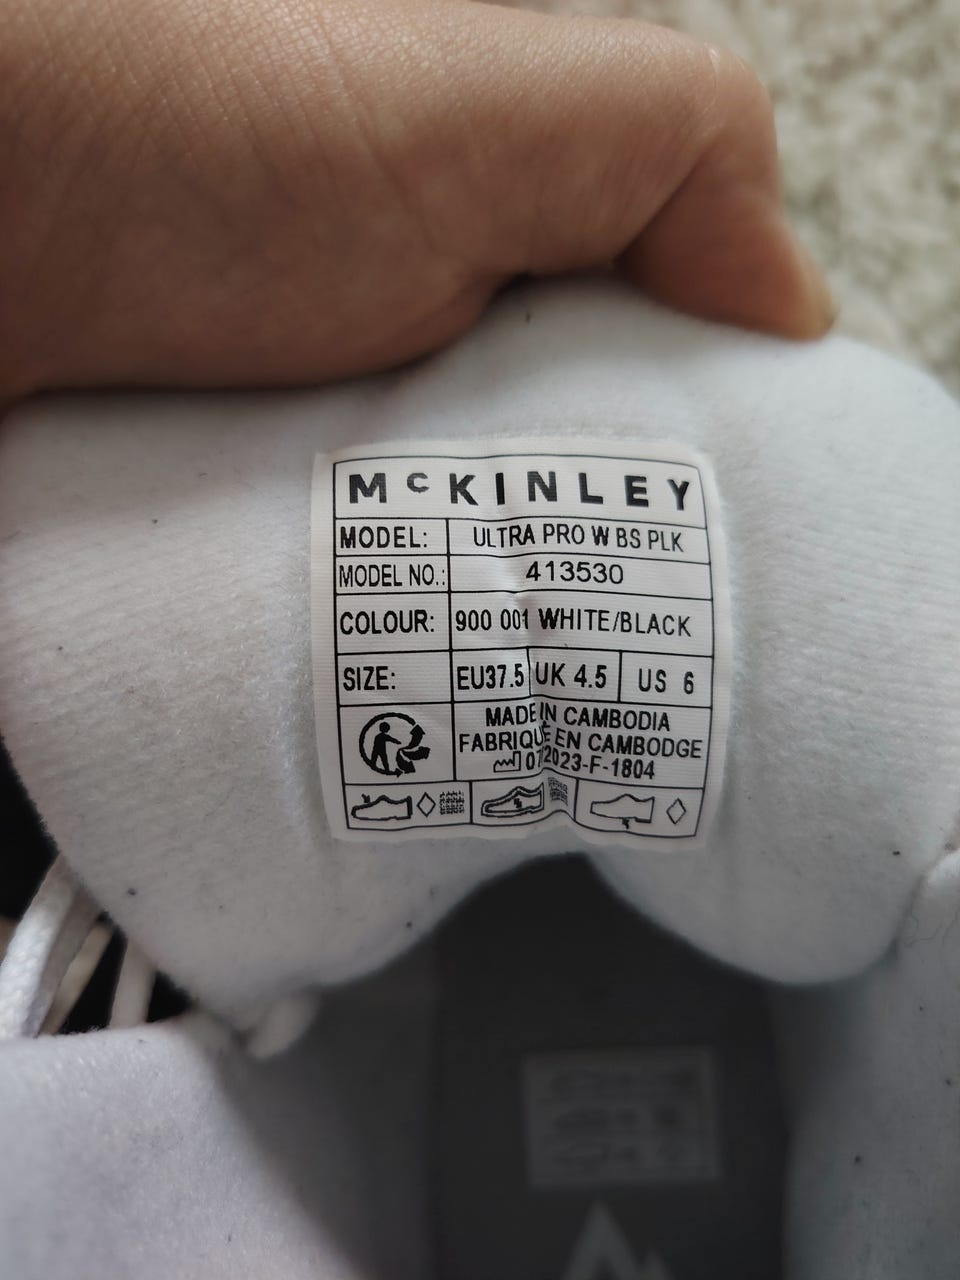 McKINLEY
MODEL: ULTRA PRO W BS PLK
MODEL NO.: 413530
COLOUR: 900 001 WHITE/BLACK
SIZE: EU37.5 UK 4.5 US 6
MADE IN CAMBODIA
FABRIQUÉ EN CAMBODGE
07/2023-F-1804